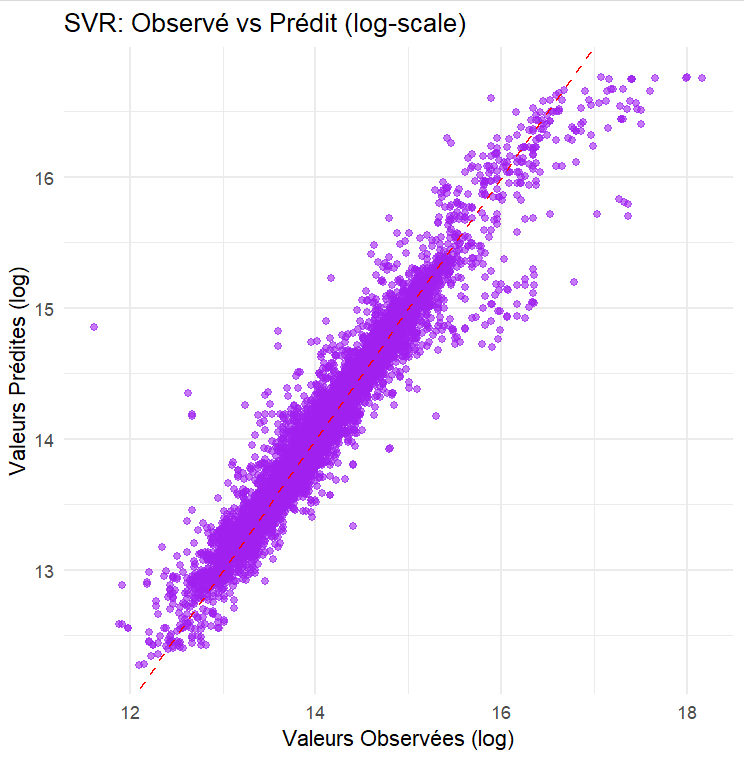 SVR: Observé vs Prédit (log-scale)
Valeurs Prédites (log)
16
15
14
13
12 14 16 18
Valeurs Observées (log)